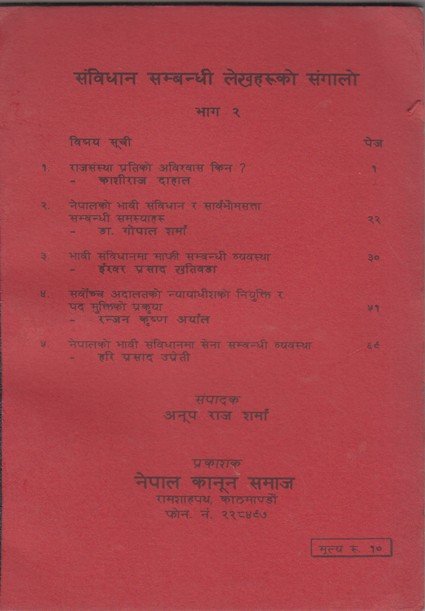 संविधान सम्बन्धी लेखहरूको संगालो
भाग २
विषय सूची पेज
१. राजसंस्था प्रतिको अविश्वास किन ? १
- काशीराज दाहाल
२. नेपालको भावी संविधान र सार्वभौमसत्ता
सम्बन्धी समस्याहरू २२
- डा. गोपाल शर्मा
३. भावी संविधानमा माफी सम्बन्धी व्यवस्था ३०
- ईश्वर प्रसाद खतिवडा
४. सर्वोच्च अदालतको न्यायाधीशको नियुक्ति र
पद मुक्तिको प्रकृया ५१
- रन्जन कृष्ण अर्याल
५. नेपालको भावी संविधानमा सेना सम्बन्धी व्यवस्था ६९
- हरि प्रसाद उप्रेती
संपादक
अनूप राज शर्मा
प्रकाशक
नेपाल कानून समाज
रामशाहपथ, काठमाण्डौं
फोन. नं. २२८४९७
मूल्य रू. १०